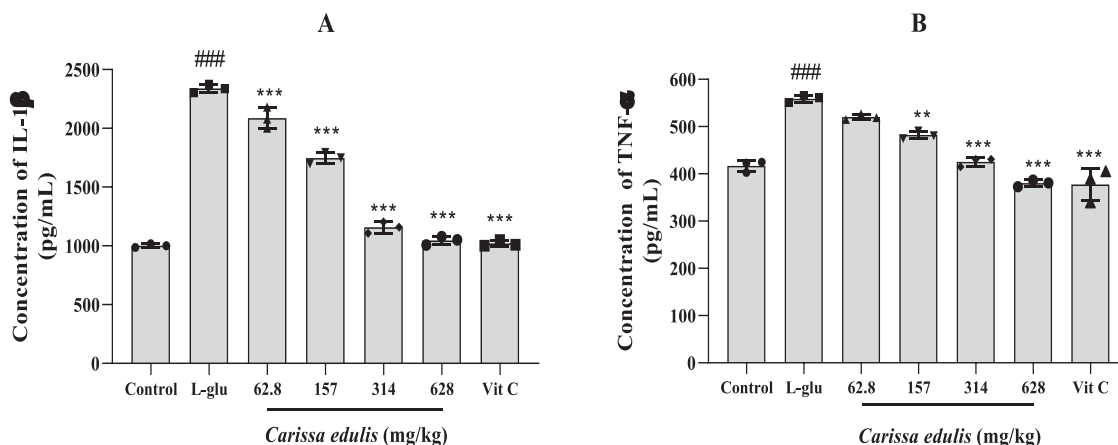 A
Concentration of IL-1
(pg/mL)
2500
2000
1500
1000
500
0
###
***
***
***
***
***
Control L-glu 62.8 157 314 628 Vit C
Carissa edulis (mg/kg)
B
Concentration of TNF
(pg/mL)
600
500
400
300
200
100
0
###
**
***
***
***
Control L-glu 62.8 157 314 628 Vit C
Carissa edulis (mg/kg)